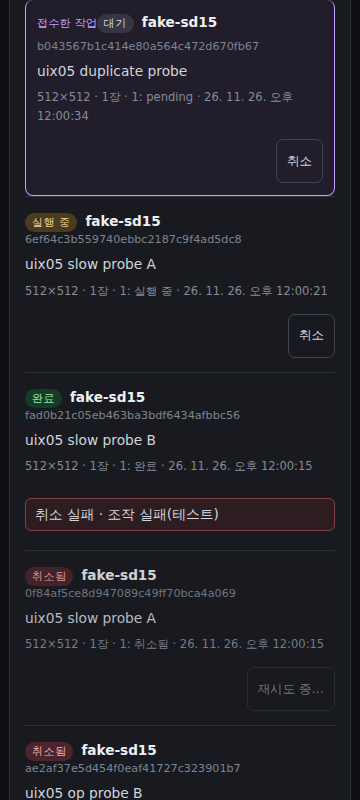 접수한 작업 대기 fake-sd15
b043567b1c414e80a564c472d670fb67
uix05 duplicate probe
512×512 · 1장 · 1: pending · 26. 11. 26. 오후
12:00:34
취소
실행 중 fake-sd15
6ef64c3b559740ebbc2187c9f4ad5dc8
uix05 slow probe A
512×512 · 1장 · 1: 실행 중 · 26. 11. 26. 오후 12:00:21
취소
완료 fake-sd15
fad0b21c05eb463ba3bdf6434afbbc56
uix05 slow probe B
512×512 · 1장 · 1: 완료 · 26. 11. 26. 오후 12:00:15
취소 실패 · 조작 실패(테스트)
취소됨 fake-sd15
0f84af5ce8d947089c49ff70bca4a069
uix05 slow probe A
512×512 · 1장 · 1: 취소됨 · 26. 11. 26. 오후 12:00:15
재시도 중…
취소됨 fake-sd15
ae2af37e5d454f0eaf41727c323901b7
uix05 op probe B